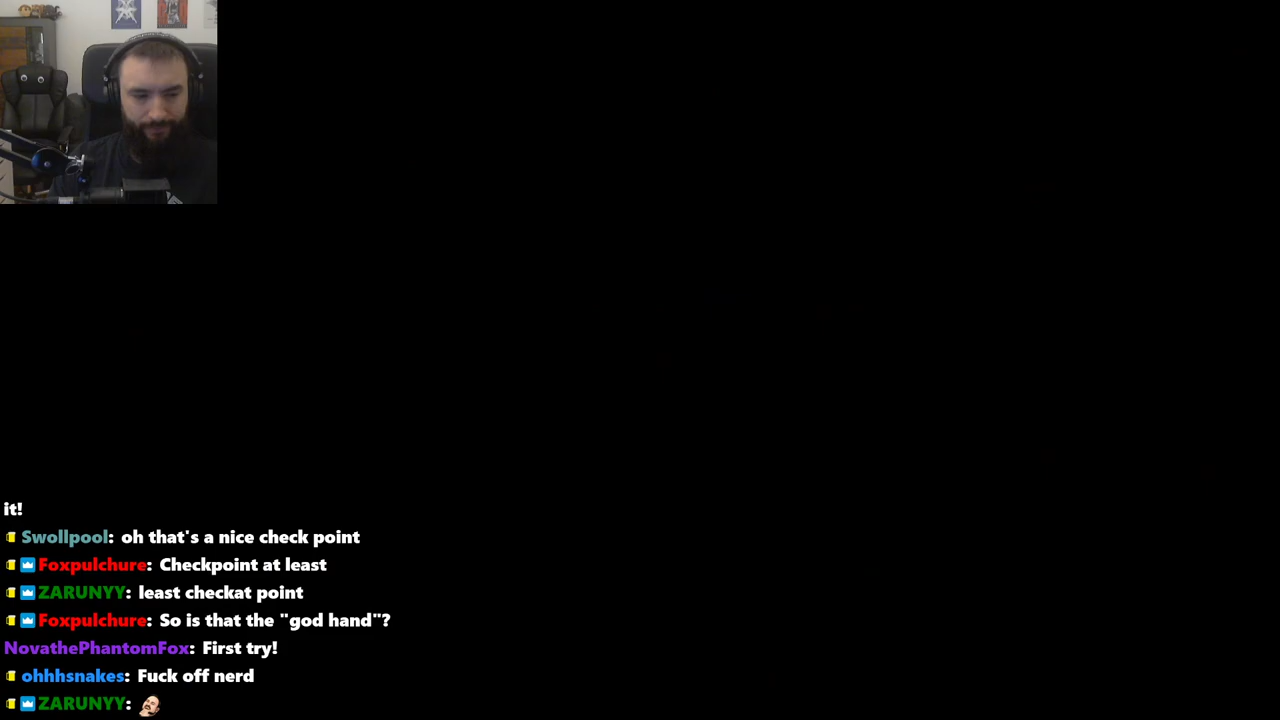 it!
Swollpool: oh that's a nice check point
Foxpulchure: Checkpoint at least
ZARUNYY: least checkat point
Foxpulchure: So is that the "god hand"?
NovathePhantomFox: First try!
ohhhsnakes: Fuck off nerd
ZARUNYY: